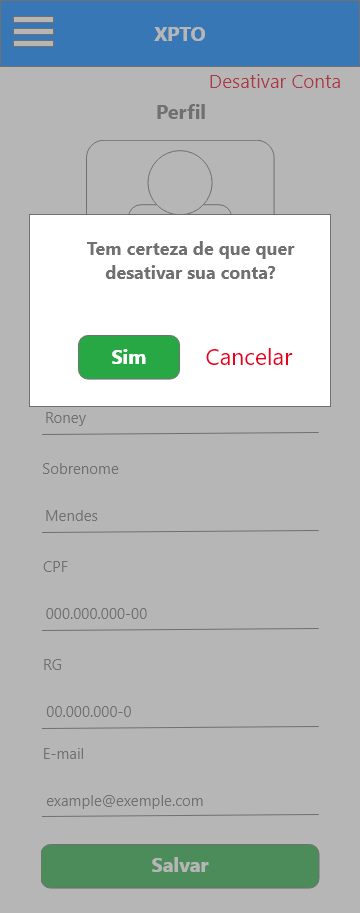 XPTO
Desativar Conta
Perfil
Tem certeza de que quer
desativar sua conta?
Sim Cancelar
Roney
Sobrenome
Mendes
CPF
000.000.000-00
RG
00.000.000-0
E-mail
example@exemple.com
Salvar